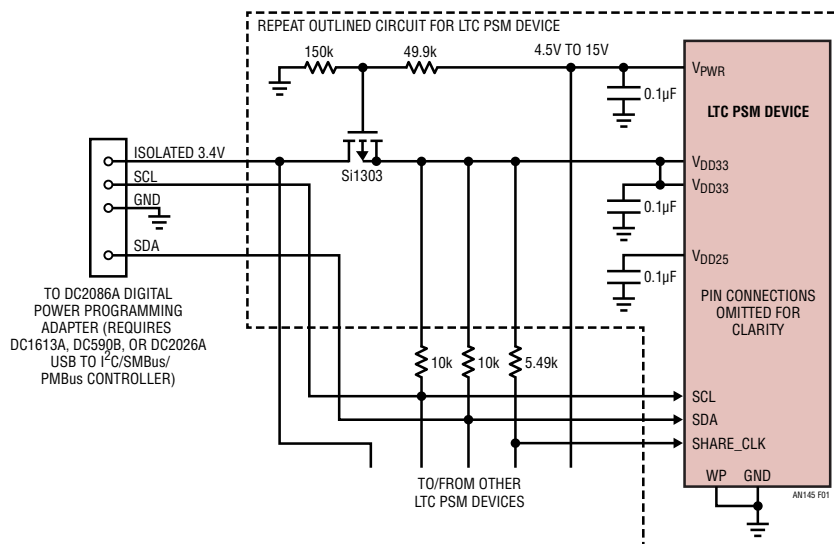 REPEAT OUTLINED CIRCUIT FOR LTC PSM DEVICE
150k
49.9k
4.5V TO 15V
VPWR
0.1µF
LTC PSM DEVICE
ISOLATED 3.4V
Si1303
VDD33
SCL
VDD33
GND
0.1µF
SDA
VDD25
0.1µF
TO DC2086A DIGITAL
POWER PROGRAMMING
ADAPTER (REQUIRES
DC1613A, DC590B, OR DC2026A
USB TO I2C/SMBus/
PMBus CONTROLLER)
PIN CONNECTIONS
OMITTED FOR
CLARITY
10k
10k
5.49k
SCL
SDA
SHARE_CLK
TO/FROM OTHER
LTC PSM DEVICES
WP
GND
AN145 F01